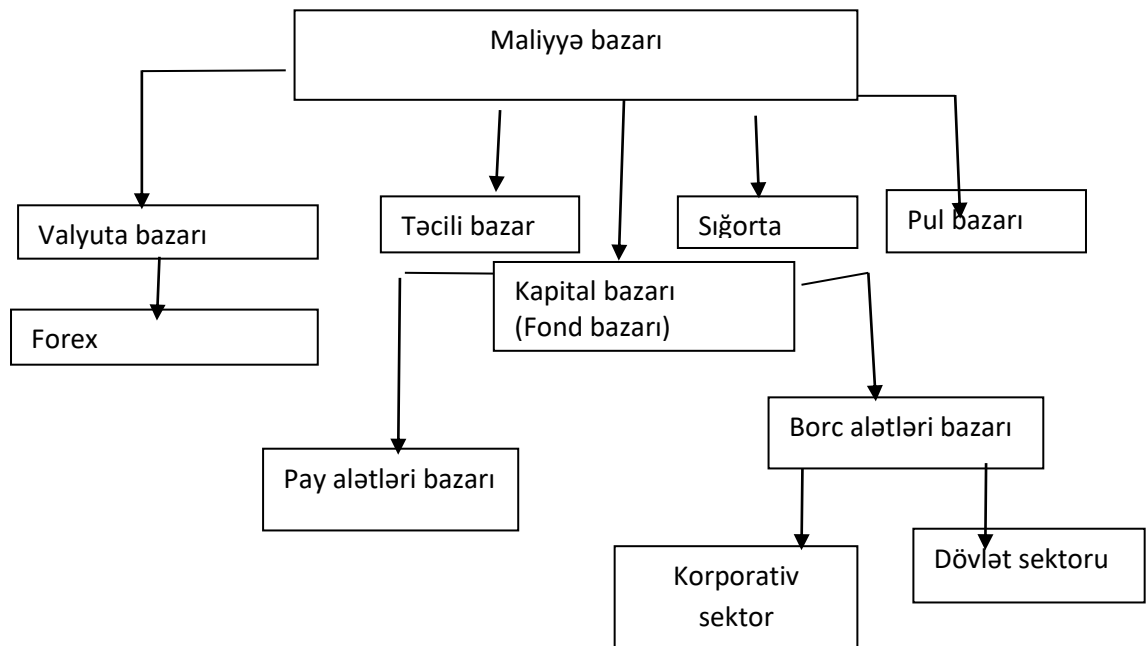 Maliyyə bazarı
Valyuta bazarı
Təcili bazar
Sığorta
Pul bazarı
Kapital bazarı
(Fond bazarı)
Forex
Borc alətləri bazarı
Pay alətləri bazarı
Dövlət sektoru
Korporativ
sektor